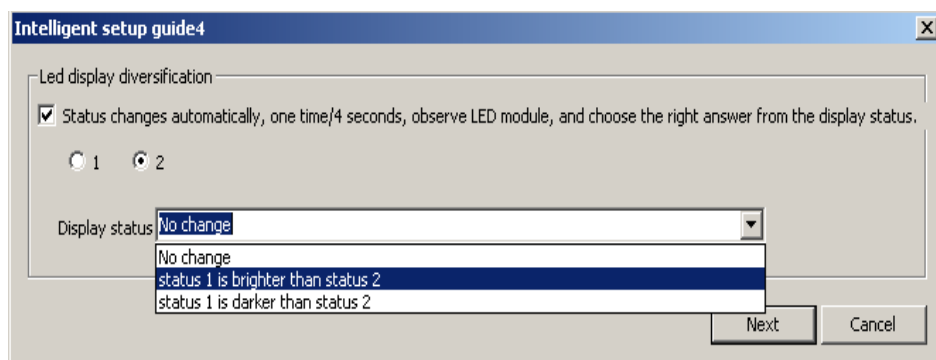 Intelligent setup guide4
Led display diversification
Status changes automatically, one time/4 seconds, observe LED module, and choose the right answer from the display status.
1 2
Display status No change
No change
status 1 is brighter than status 2
status 1 is darker than status 2
Next Cancel